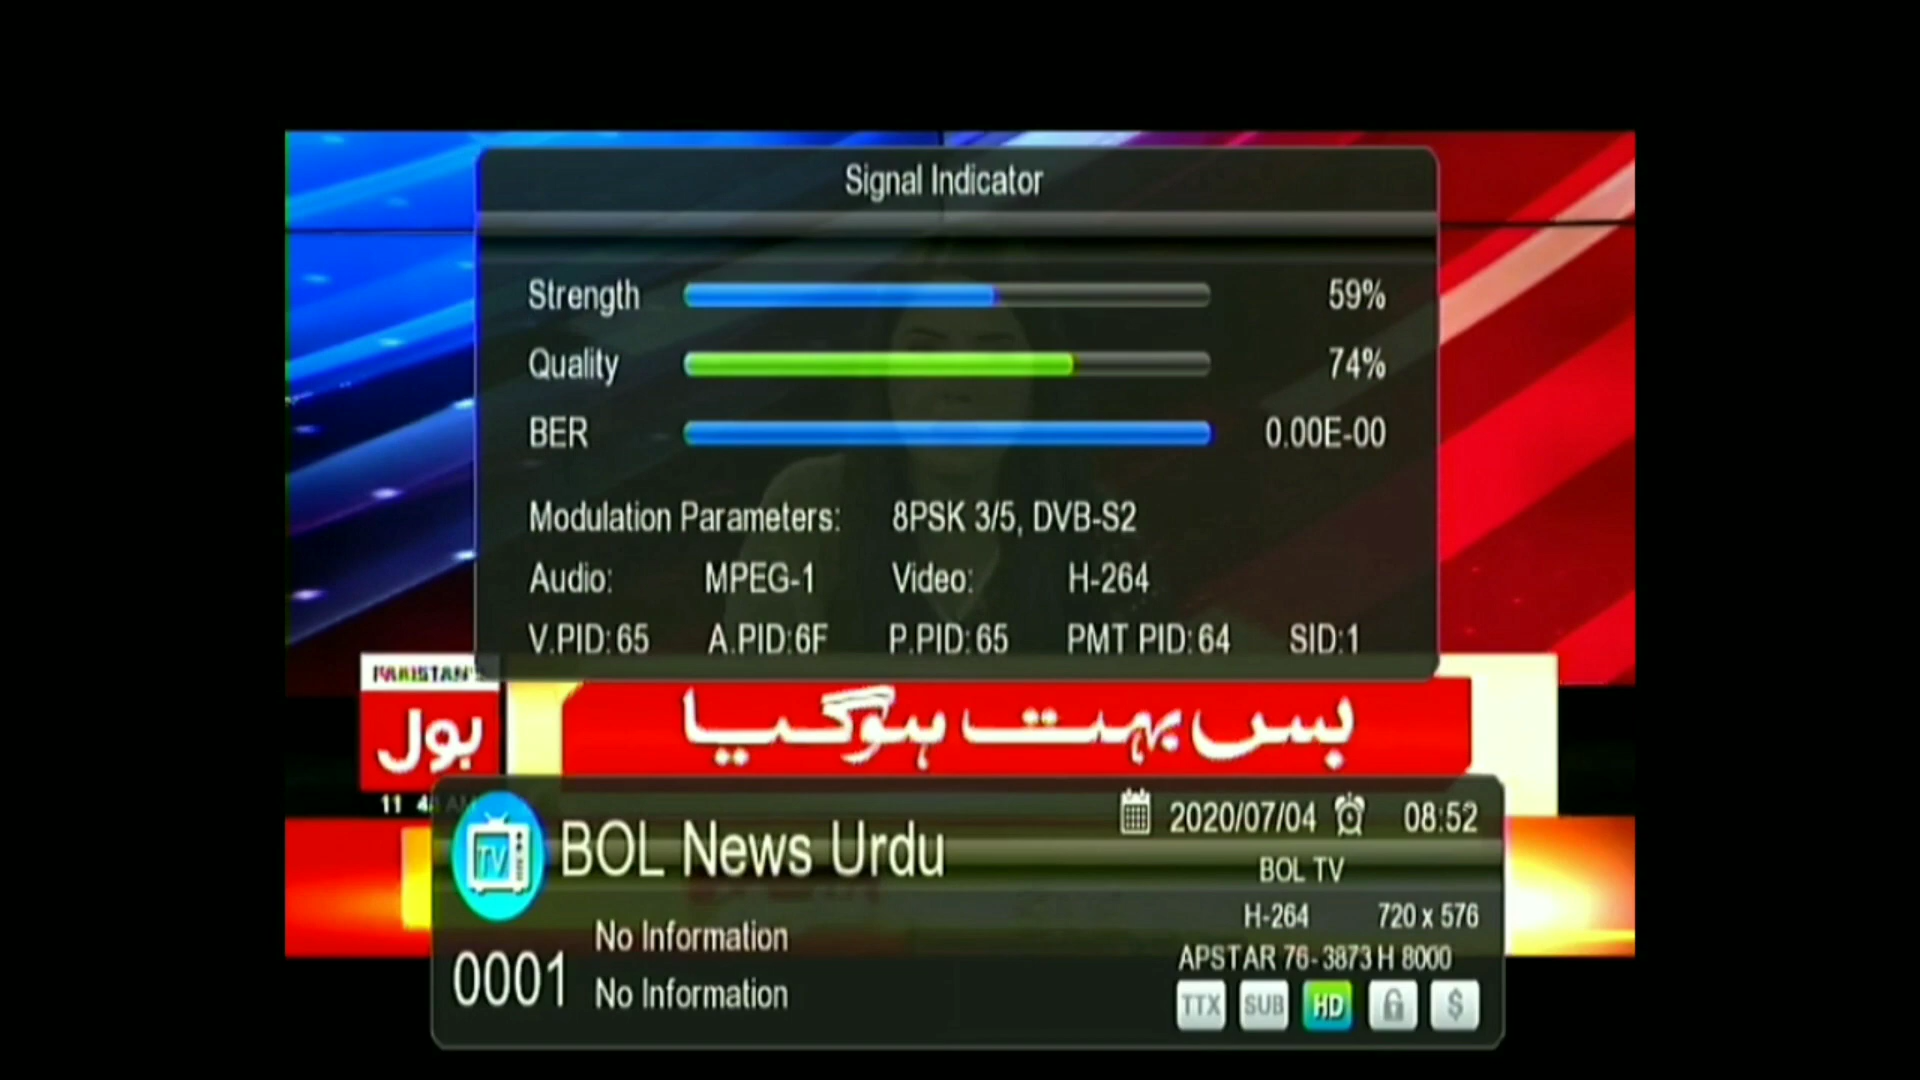 Signal Indicator
Strength 59%
Quality 74%
BER 0.00E-00
Modulation Parameters: 8PSK 3/5, DVB-S2
Audio: MPEG-1 Video: H-264
V.PID:65 A.PID:6F P.PID:65 PMT PID:64 SID:1
PAKISTAN'S
بول
بس بہت ہوگیا
11
TV
BOL News Urdu
2020/07/04 08:52
BOL TV
H-264 720 x 576
No Information
APSTAR 76-3873 H 8000
0001
No Information
TTX SUB HD $